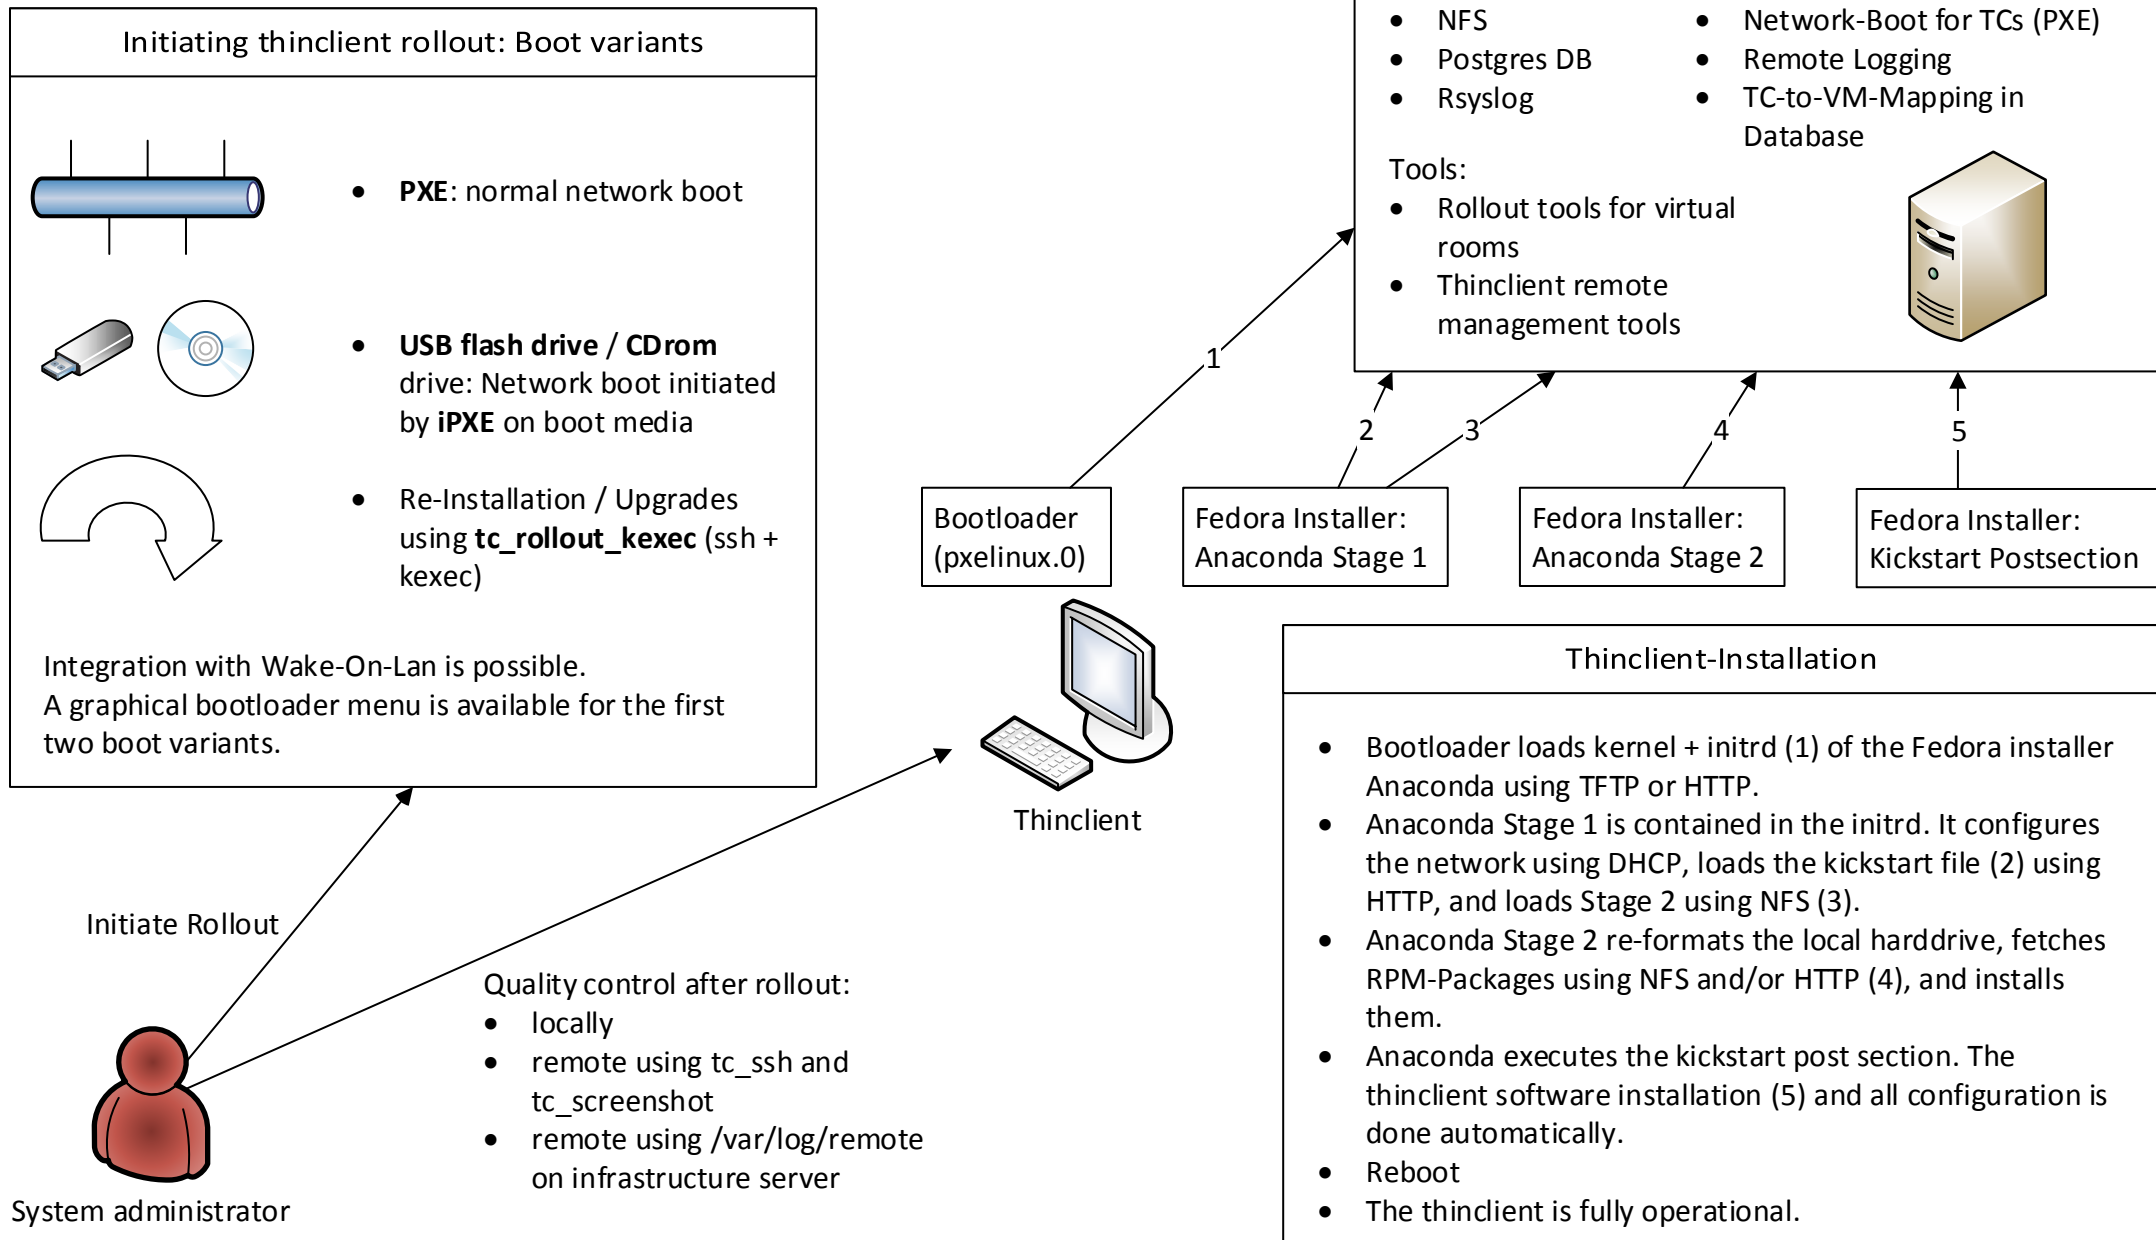 Initiating thinclient rollout: Boot variants
• PXE: normal network boot
• USB flash drive / CDrom
drive: Network boot initiated
by iPXE on boot media
• Re-Installation / Upgrades
using tc_rollout_kexec (ssh +
kexec)
Integration with Wake-On-Lan is possible.
A graphical bootloader menu is available for the first
two boot variants.
• NFS
• Postgres DB
• Rsyslog
• Network-Boot for TCs (PXE)
• Remote Logging
• TC-to-VM-Mapping in
Database
Tools:
• Rollout tools for virtual
rooms
• Thinclient remote
management tools
1
2
3
4
5
Bootloader
(pxelinux.0)
Fedora Installer:
Anaconda Stage 1
Fedora Installer:
Anaconda Stage 2
Fedora Installer:
Kickstart Postsection
Thinclient
Initiate Rollout
Quality control after rollout:
• locally
• remote using tc_ssh and
tc_screenshot
• remote using /var/log/remote
on infrastructure server
System administrator
Thinclient-Installation
• Bootloader loads kernel + initrd (1) of the Fedora installer
Anaconda using TFTP or HTTP.
• Anaconda Stage 1 is contained in the initrd. It configures
the network using DHCP, loads the kickstart file (2) using
HTTP, and loads Stage 2 using NFS (3).
• Anaconda Stage 2 re-formats the local harddrive, fetches
RPM-Packages using NFS and/or HTTP (4), and installs
them.
• Anaconda executes the kickstart post section. The
thinclient software installation (5) and all configuration is
done automatically.
• Reboot
• The thinclient is fully operational.